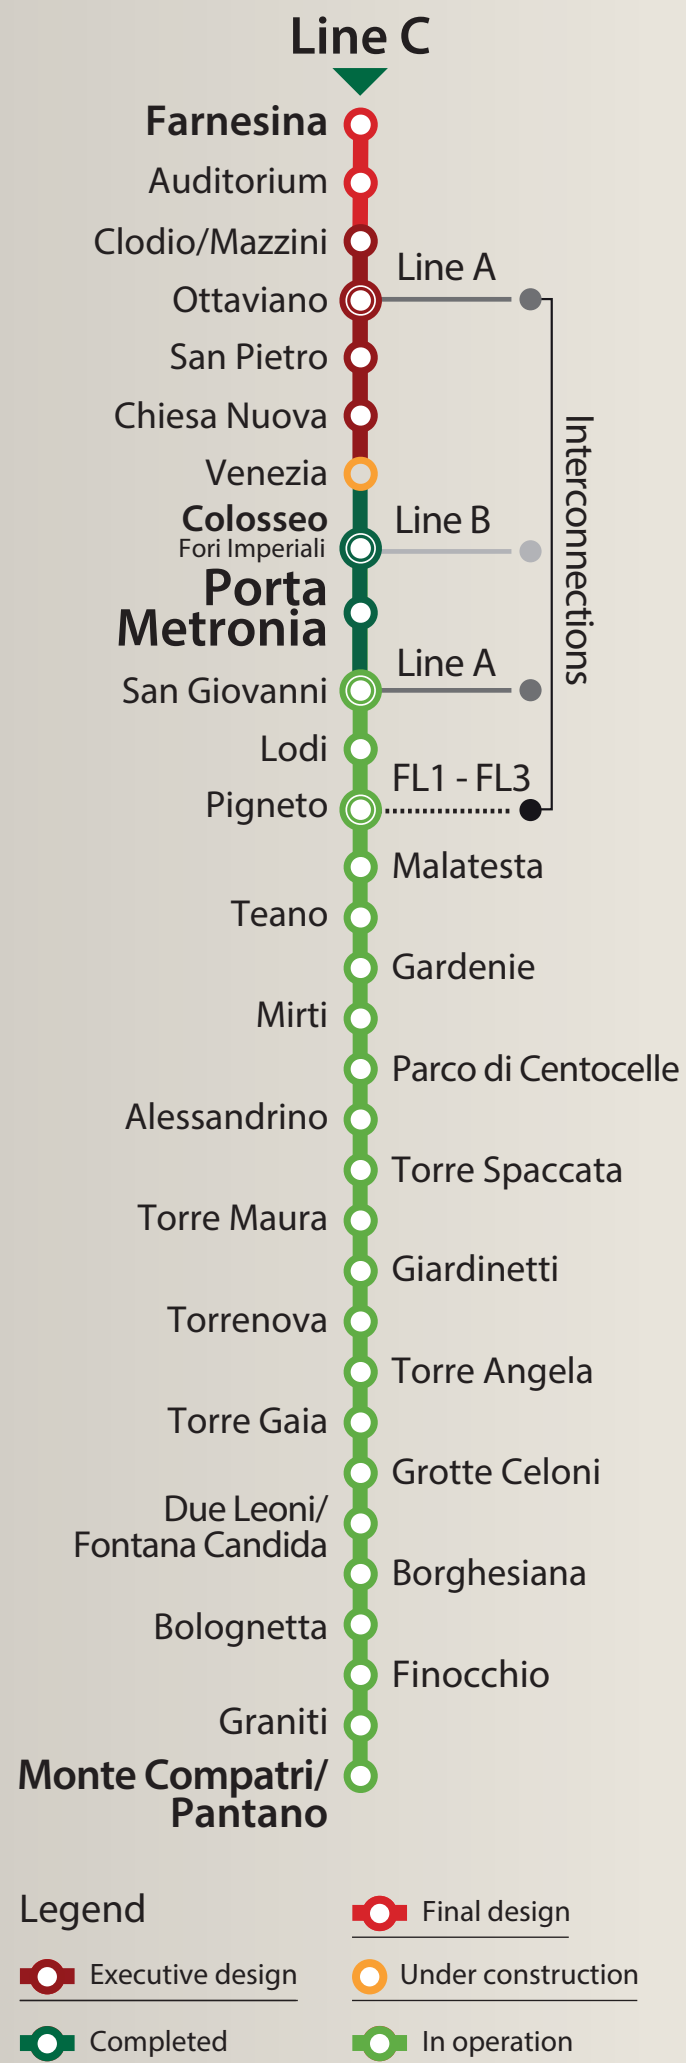 Line C
Farnesina
Auditorium
Clodio/Mazzini
Line A
Ottaviano
San Pietro
Chiesa Nuova
Interconnections
Venezia
Colosseo
Line B
Fori Imperiali
Porta
Metronia
Line A
San Giovanni
Lodi
FL1 - FL3
Pigneto
Malatesta
Teano
Gardenie
Mirti
Parco di Centocelle
Alessandrino
Torre Spaccata
Torre Maura
Giardinetti
Torrenova
Torre Angela
Torre Gaia
Grotte Celoni
Due Leoni/
Fontana Candida
Borghesiana
Bolognetta
Finocchio
Graniti
Monte Compatri/
Pantano
Legend
Final design
Executive design
Under construction
Completed
In operation